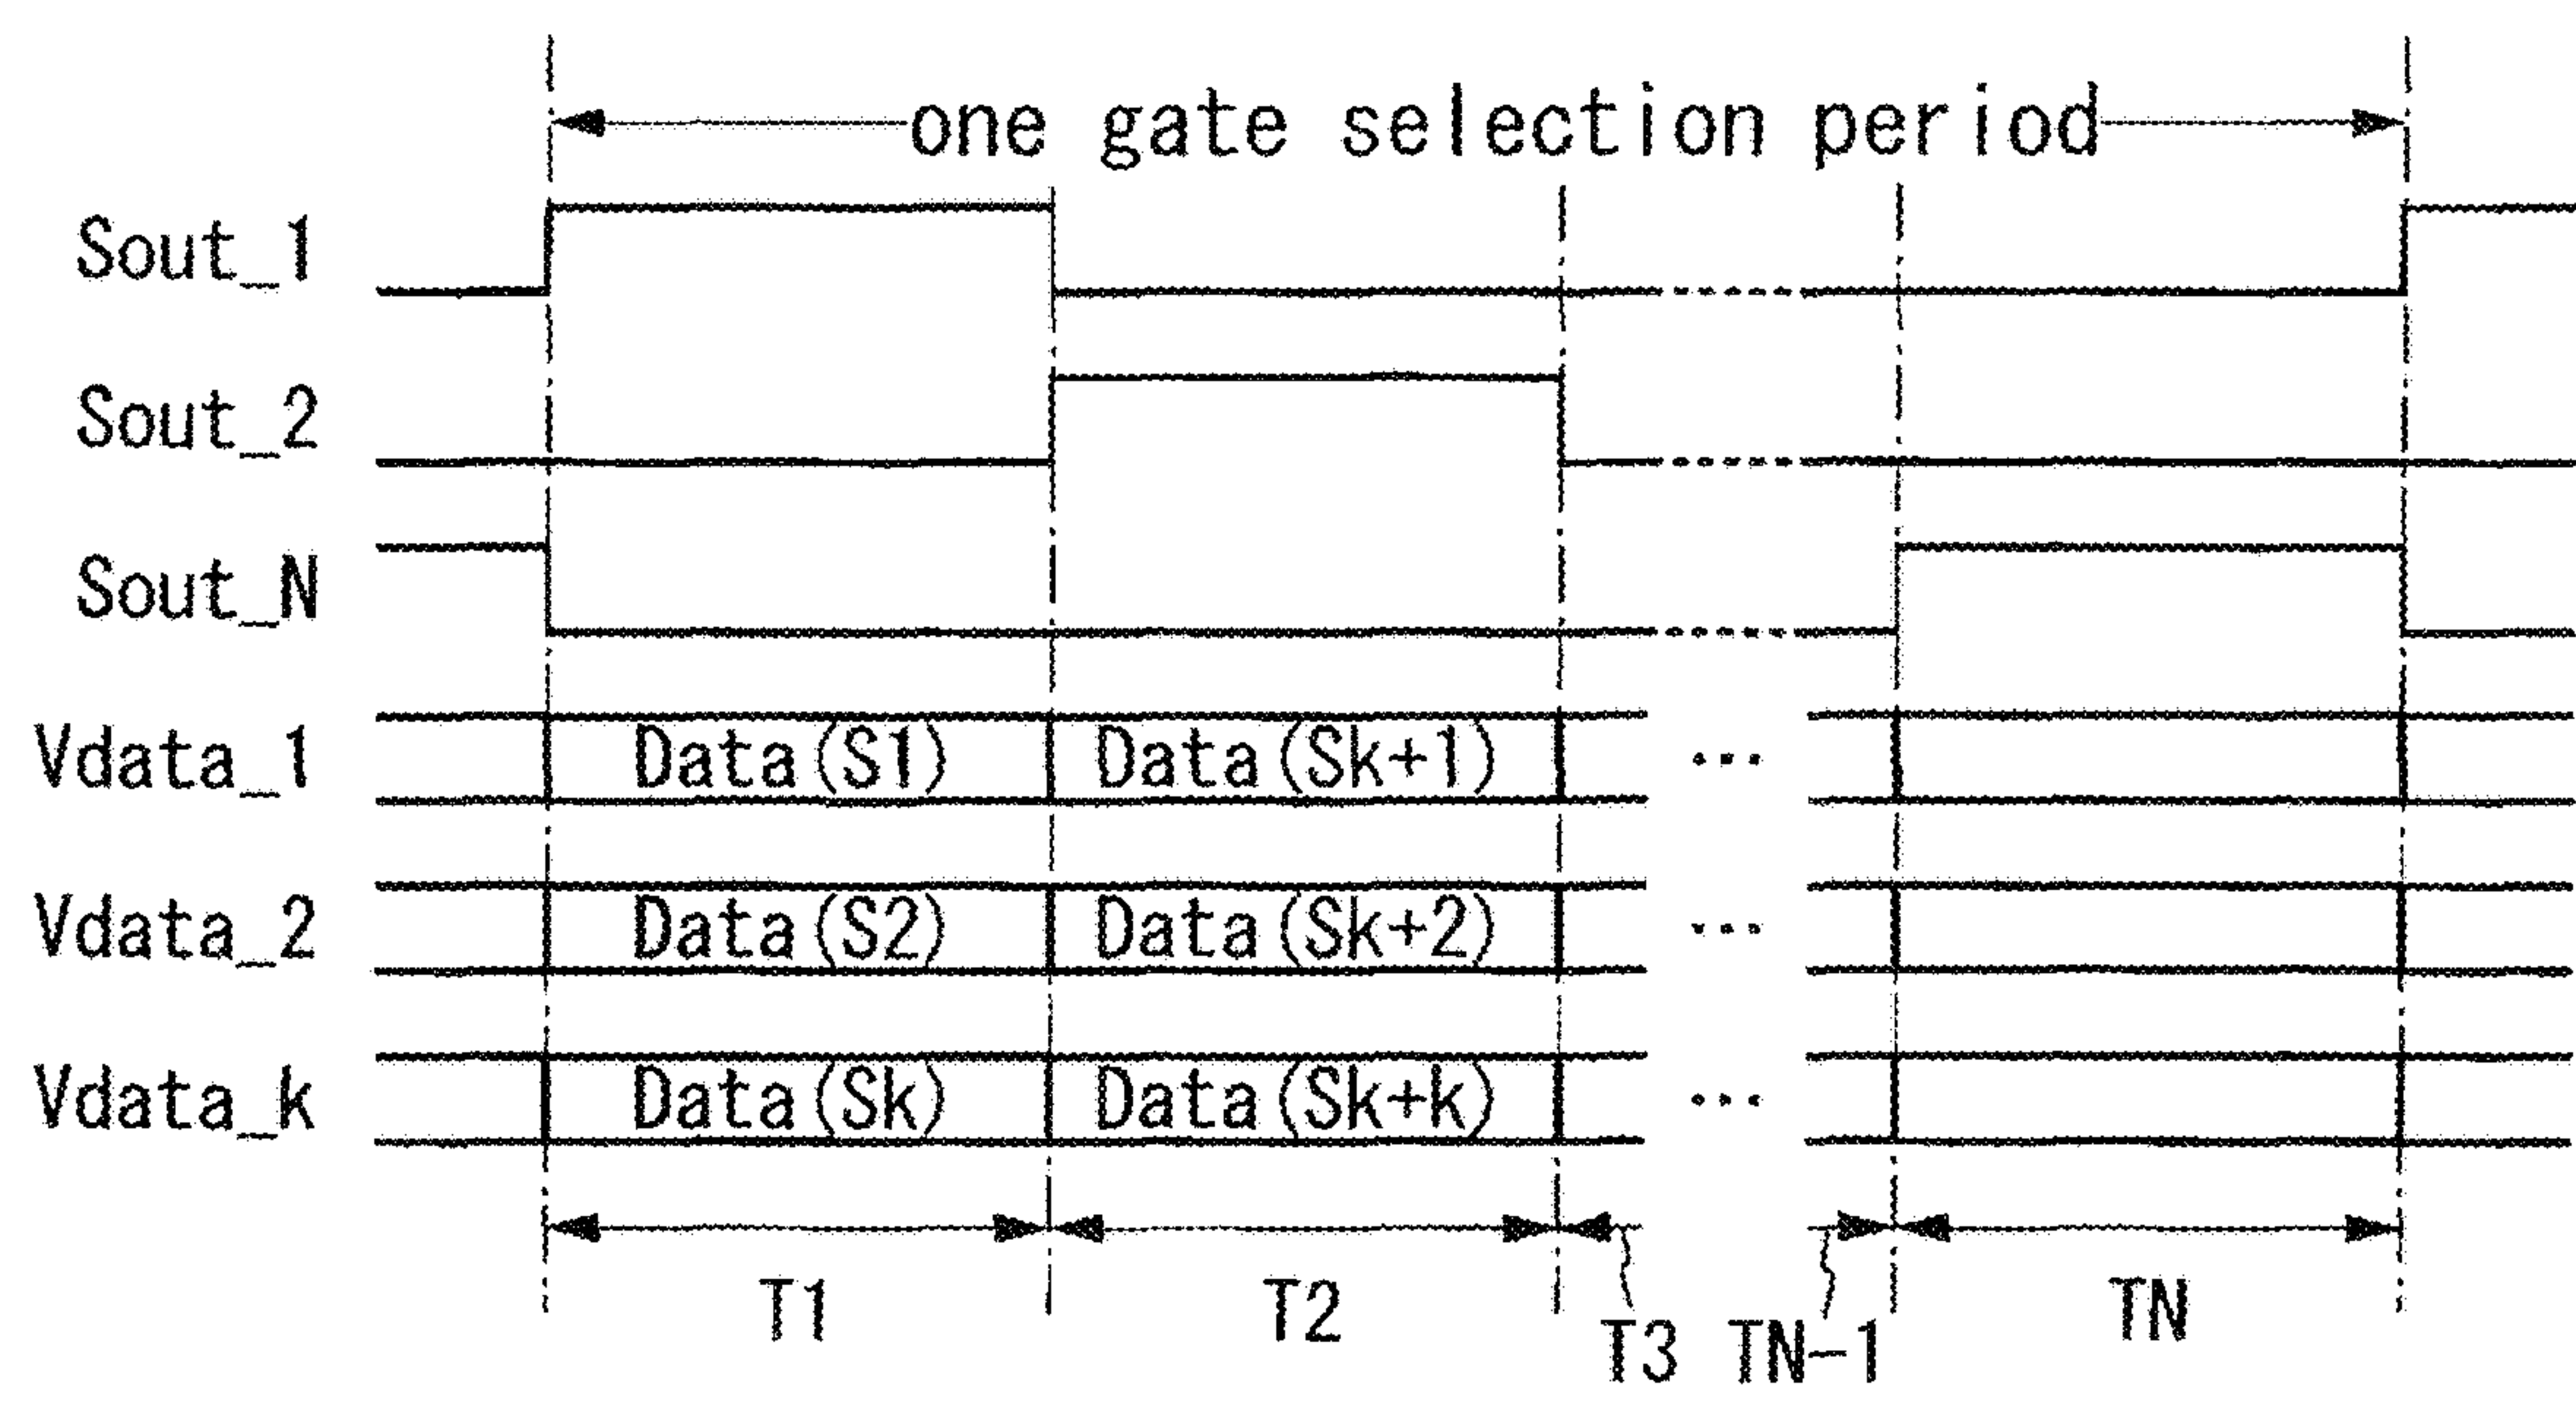 one gate selection period
Sout_1
Sout_2
Sout_N
Vdata_1 Data(S1) Data(Sk+1) ...
Vdata_2 Data(S2) Data(Sk+2) ...
Vdata_k Data(Sk) Data(Sk+k) ...
T1 T2 T3 TN-1 TN